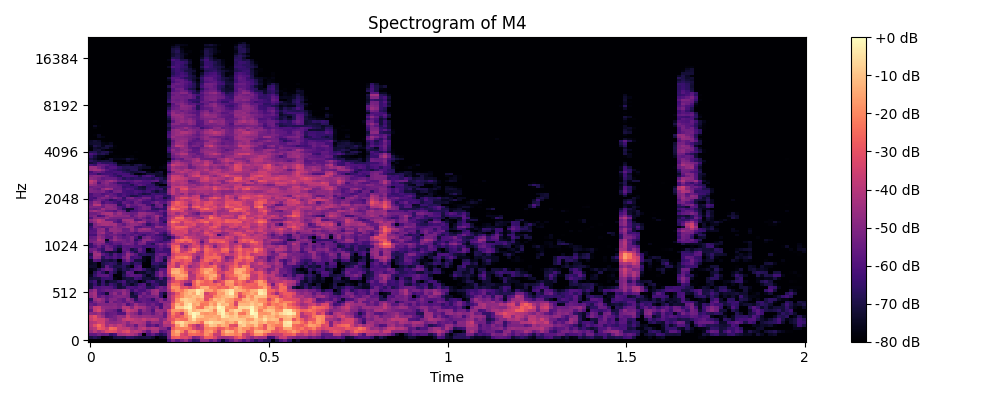 Spectrogram of M4
16384
8192
4096
2048
1024
512
0
Hz
0
0.5
1
1.5
2
Time
+0 dB
-10 dB
-20 dB
-30 dB
-40 dB
-50 dB
-60 dB
-70 dB
-80 dB